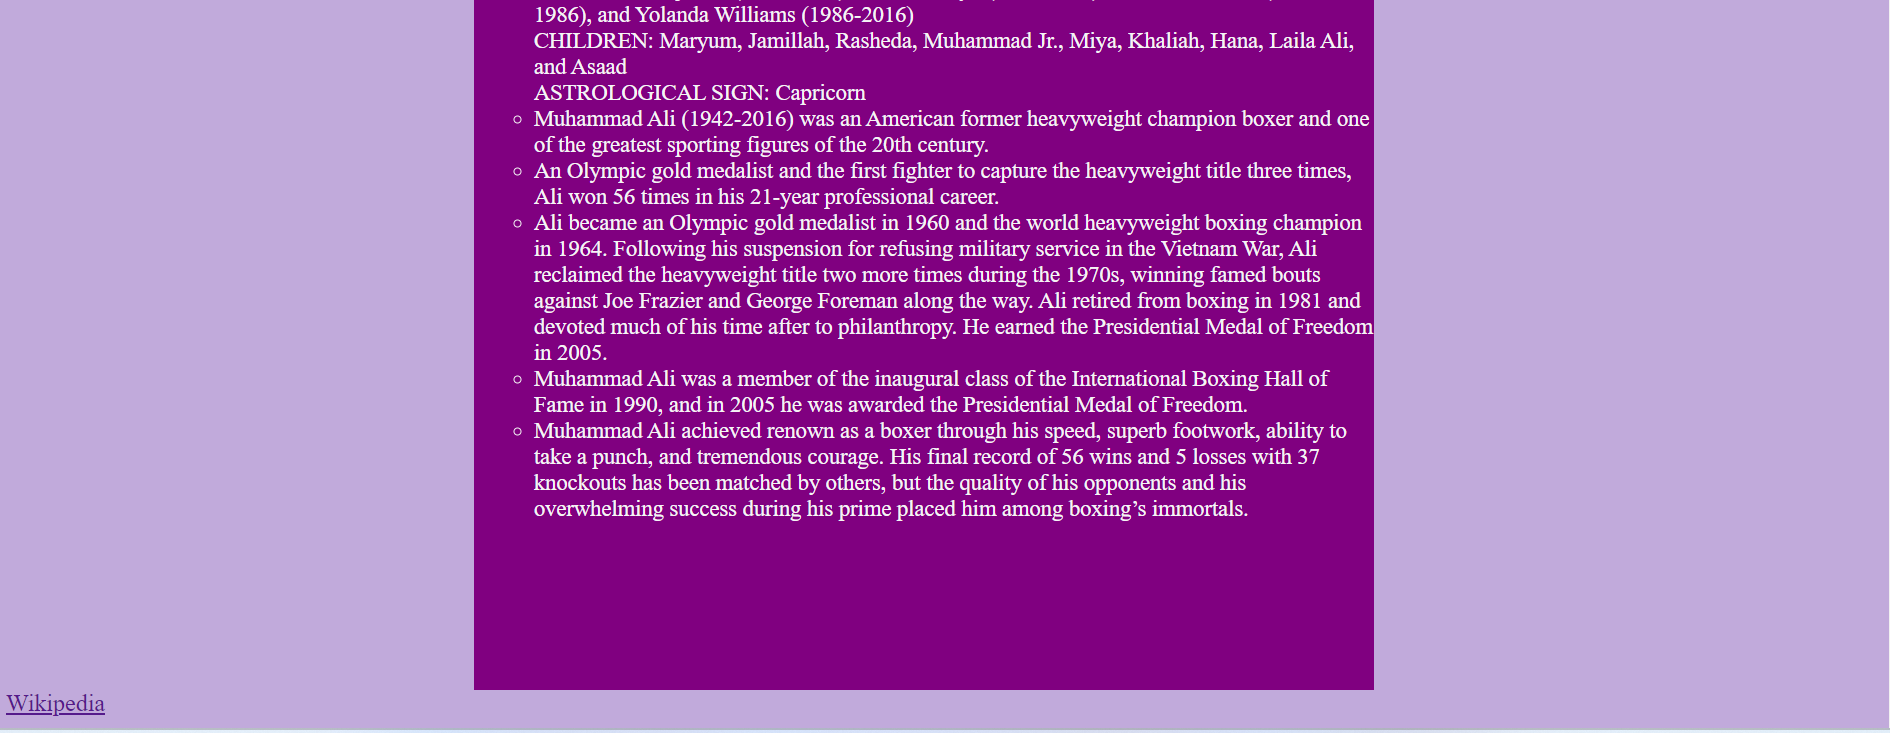 1986), and Yolanda Williams (1986-2016)
CHILDREN: Maryum, Jamillah, Rasheda, Muhammad Jr., Miya, Khaliah, Hana, Laila Ali,
and Asaad
ASTROLOGICAL SIGN: Capricorn
Muhammad Ali (1942-2016) was an American former heavyweight champion boxer and one
of the greatest sporting figures of the 20th century.
An Olympic gold medalist and the first fighter to capture the heavyweight title three times,
Ali won 56 times in his 21-year professional career.
Ali became an Olympic gold medalist in 1960 and the world heavyweight boxing champion
in 1964. Following his suspension for refusing military service in the Vietnam War, Ali
reclaimed the heavyweight title two more times during the 1970s, winning famed bouts
against Joe Frazier and George Foreman along the way. Ali retired from boxing in 1981 and
devoted much of his time after to philanthropy. He earned the Presidential Medal of Freedom
in 2005.
Muhammad Ali was a member of the inaugural class of the International Boxing Hall of
Fame in 1990, and in 2005 he was awarded the Presidential Medal of Freedom.
Muhammad Ali achieved renown as a boxer through his speed, superb footwork, ability to
take a punch, and tremendous courage. His final record of 56 wins and 5 losses with 37
knockouts has been matched by others, but the quality of his opponents and his
overwhelming success during his prime placed him among boxing’s immortals.
Wikipedia